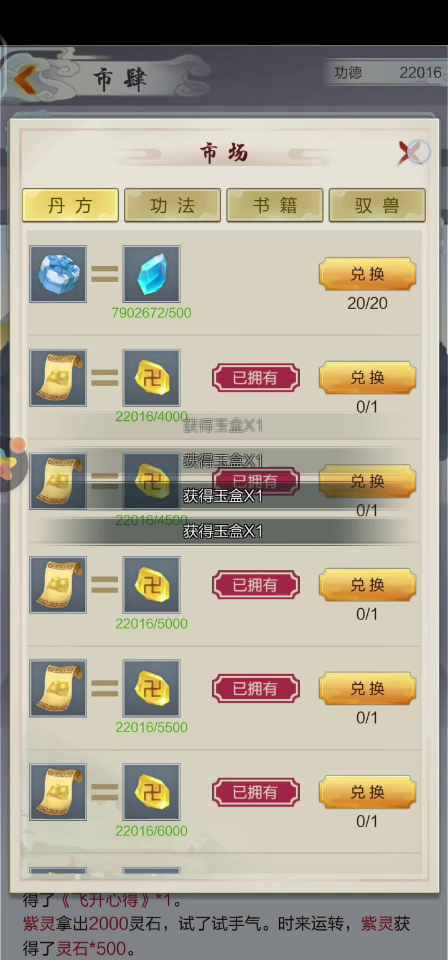 市肆
功德 22016
市场
丹方 功法 书籍 驭兽
兑换
7902672/500 20/20
已拥有 兑换
22016/4000 0/1
获得玉盒X1
获得玉盒X1
已拥有 兑换
获得玉盒X1
22016/4500 0/1
获得玉盒X1
已拥有 兑换
22016/5000 0/1
已拥有 兑换
22016/5500 0/1
已拥有 兑换
22016/6000 0/1
得了《飞升心得》*1。
紫灵拿出2000灵石，试了试手气。时来运转，紫灵获
得了灵石*500。